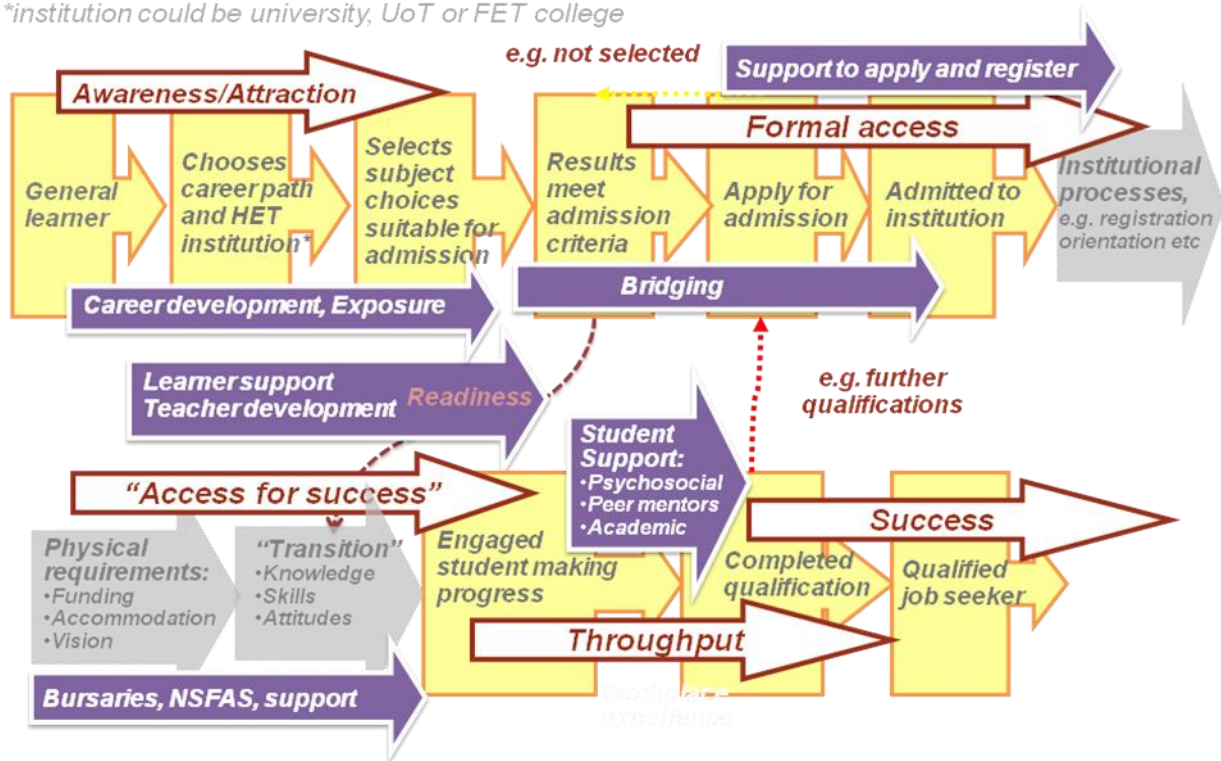 *institution could be university, UoT or FET college
e.g. not selected
Support to apply and register
Awareness/Attraction
Formal access
General
learner
Chooses
career path
and HET
institution*
Selects
subject
choices
suitable for
admission
Results
meet
admission
criteria
Apply for
admission
Admitted to
institution
Institutional
processes,
e.g. registration
orientation etc
Career development, Exposure
Bridging
Learner support
Teacher development
Readiness
e.g. further
qualifications
Student
Support:
•Psychosocial
•Peer mentors
•Academic
"Access for success"
Success
Physical
requirements:
•Funding
•Accommodation
•Vision
"Transition"
•Knowledge
•Skills
•Attitudes
Engaged
student making
progress
Completed
qualification
Qualified
job seeker
Throughput
Bursaries, NSFAS, support
Workplace
experience